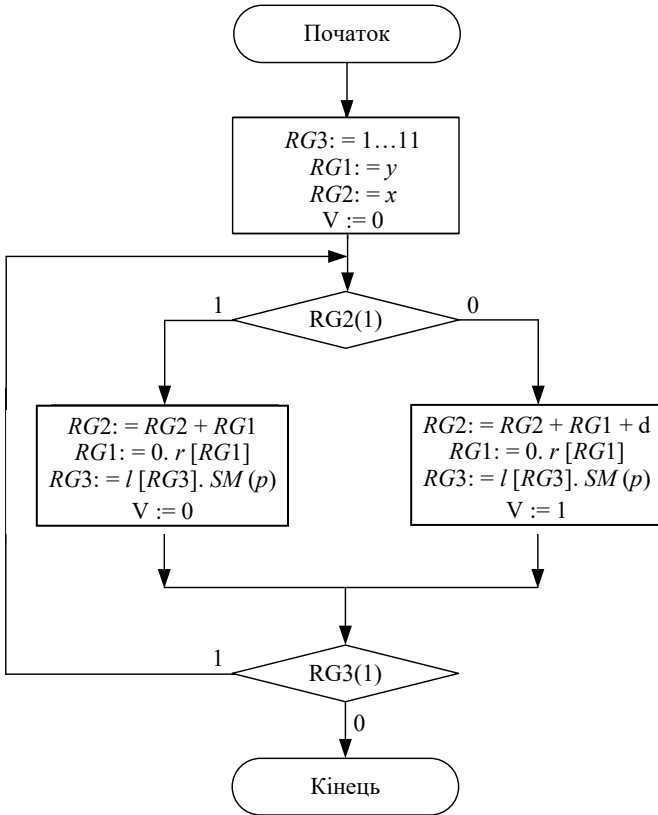 Початок
RG3: = 1…11
RG1: = y
RG2: = x
V := 0
1
RG2(1)
0
RG2: = RG2 + RG1
RG1: = 0. r [RG1]
RG3: = l [RG3]. SM (p)
V := 0
RG2: = RG2 + RG1 + d
RG1: = 0. r [RG1]
RG3: = l [RG3]. SM (p)
V := 1
1
RG3(1)
0
Кінець